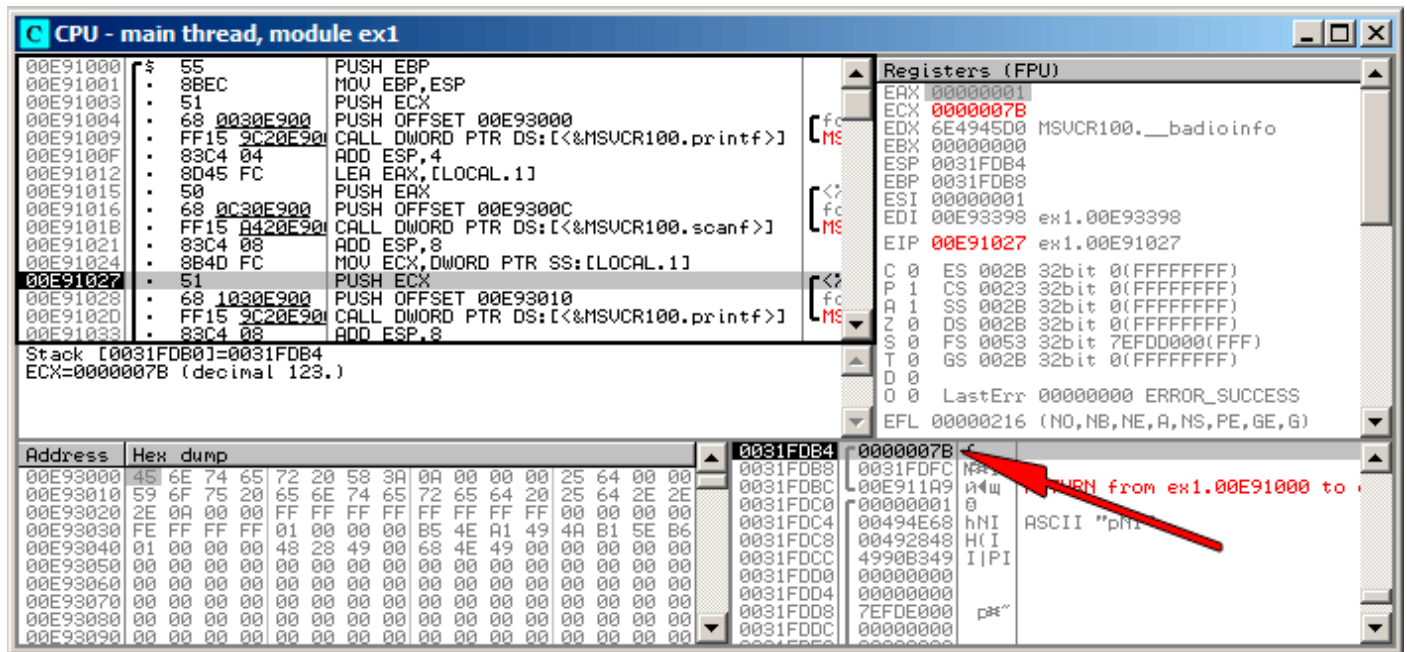 C CPU - main thread, module ex1
00E91000 $ 55 PUSH EBP
00E91001 . 8BEC MOV EBP,ESP
00E91003 . 51 PUSH ECX
00E91004 . 68 0030E900 PUSH OFFSET 00E93000
00E91009 . FF15 9C20E90 CALL DWORD PTR DS:[<&MSVCR100.printf>]
00E9100F . 83C4 04 ADD ESP,4
00E91012 . 8D45 FC LEA EAX,[LOCAL.1]
00E91015 . 50 PUSH EAX
00E91016 . 68 0C30E900 PUSH OFFSET 00E9300C
00E9101B . FF15 A420E90 CALL DWORD PTR DS:[<&MSVCR100.scanf>]
00E91021 . 83C4 08 ADD ESP,8
00E91024 . 8B4D FC MOV ECX,DWORD PTR SS:[LOCAL.1]
00E91027 . 51 PUSH ECX
00E91028 . 68 1030E900 PUSH OFFSET 00E93010
00E9102D . FF15 9C20E90 CALL DWORD PTR DS:[<&MSVCR100.printf>]
00E91033 . 83C4 08 ADD ESP,8
Stack [0031FDB0]=0031FDB4
ECX=0000007B (decimal 123.)
Registers (FPU)
EAX 00000001
ECX 0000007B
EDX 6E4945D0 MSVCR100.__badioinfo
EBX 00000000
ESP 0031FDB4
EBP 0031FDB8
ESI 00000001
EDI 00E93398 ex1.00E93398
EIP 00E91027 ex1.00E91027
C 0 ES 002B 32bit 0(FFFFFFFF)
P 1 CS 0023 32bit 0(FFFFFFFF)
A 1 SS 002B 32bit 0(FFFFFFFF)
Z 0 DS 002B 32bit 0(FFFFFFFF)
S 0 FS 0053 32bit 7EFDD000(FFF)
T 0 GS 002B 32bit 0(FFFFFFFF)
D 0
O 0 LastErr 00000000 ERROR_SUCCESS
EFL 00000216 (NO,NB,NE,A,NS,PE,GE,G)
Address Hex dump
00E93000 45 6E 74 65 72 20 58 3A 0A 00 00 00 25 64 00 00
00E93010 59 6F 75 20 65 6E 74 65 72 65 64 20 25 64 2E 2E
00E93020 2E 0A 00 00 FF FF FF FF FF FF FF FF 00 00 00 00
00E93030 FE FF FF FF 01 00 00 00 B5 4E A1 49 4A B1 5E B6
00E93040 01 00 00 00 48 28 49 00 68 4E 49 00 00 00 00 00
00E93050 00 00 00 00 00 00 00 00 00 00 00 00 00 00 00 00
00E93060 00 00 00 00 00 00 00 00 00 00 00 00 00 00 00 00
00E93070 00 00 00 00 00 00 00 00 00 00 00 00 00 00 00 00
00E93080 00 00 00 00 00 00 00 00 00 00 00 00 00 00 00 00
00E93090 00 00 00 00 00 00 00 00 00 00 00 00 00 00 00 00
0031FDB4 0000007B
0031FDB8 0031FDFC
0031FDBC 00E911A9 from ex1.00E91000 to
0031FDC0 00000001
0031FDC4 00494E68 hNI ASCII
0031FDC8 00492848 H(I
0031FDCC 4990B349 I|PI
0031FDD0 00000000
0031FDD4 00000000
0031FDD8 7EFDE000
0031FDDC 00000000